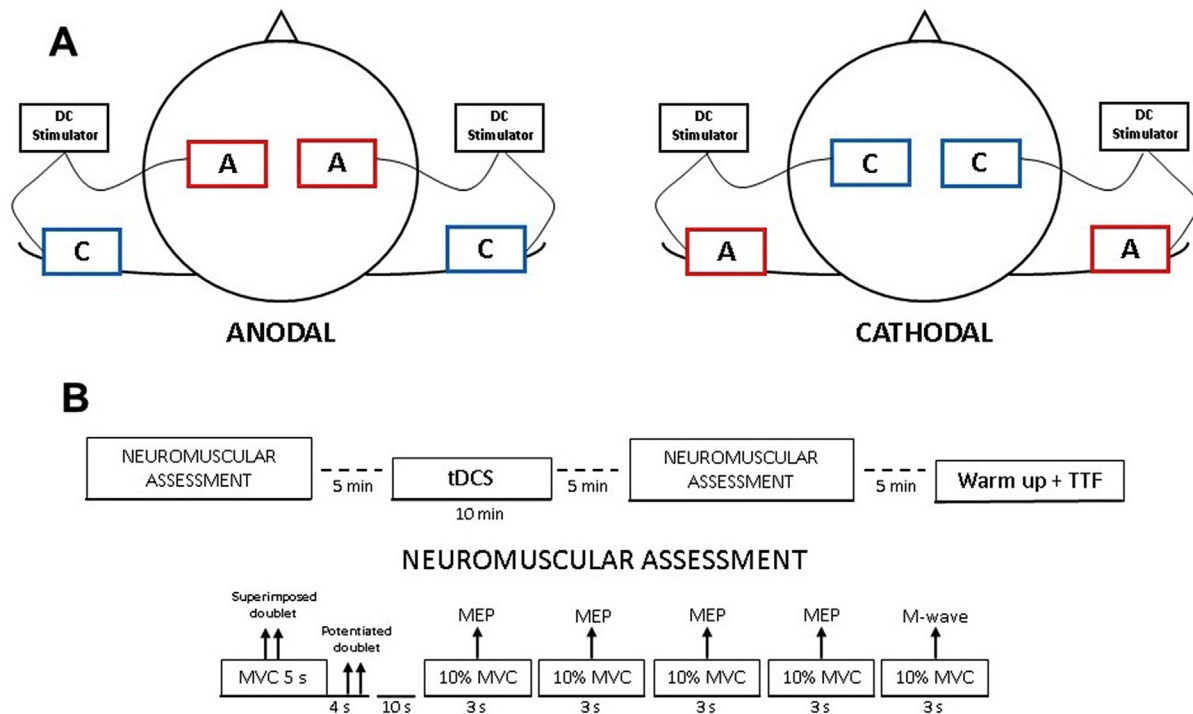 A
DC
Stimulator
DC
Stimulator
A
A
C
C
ANODAL
DC
Stimulator
DC
Stimulator
C
C
A
A
CATHODAL
B
NEUROMUSCULAR
ASSESSMENT
5 min
tDCS
10 min
5 min
NEUROMUSCULAR
ASSESSMENT
5 min
Warm up + TTF
NEUROMUSCULAR ASSESSMENT
Superimposed
doublet
Potentiated
doublet
MEP
MEP
MEP
MEP
M-wave
MVC 5 s
10% MVC
10% MVC
10% MVC
10% MVC
10% MVC
4 s
10 s
3 s
3 s
3 s
3 s
3 s